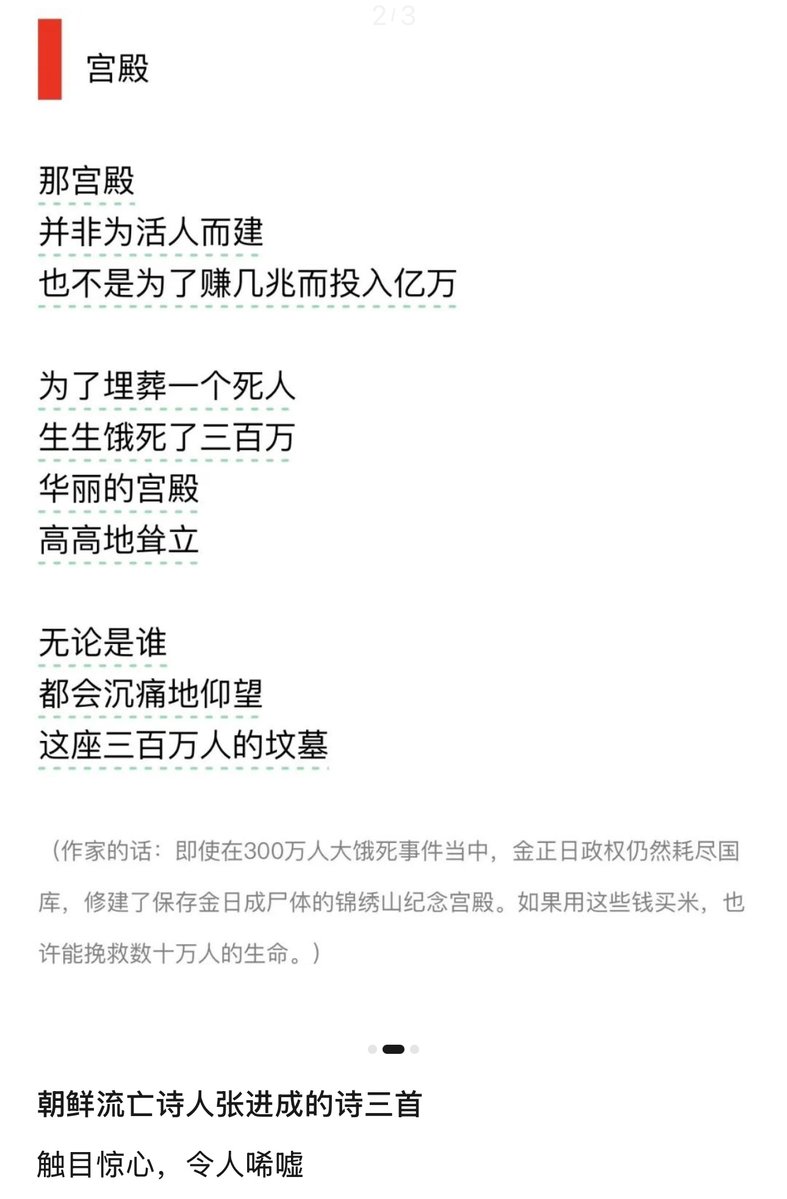 2/3
宫殿
那宫殿
并非为活人而建
也不是为了赚几兆而投入亿万
为了埋葬一个死人
生生饿死了三百万
华丽的宫殿
高高地耸立
无论是谁
都会沉痛地仰望
这座三百万人的坟墓
（作家的话：即使在300万人大饿死事件当中，金正日政权仍然耗尽国
库，修建了保存金日成尸体的锦绣山纪念宫殿。如果用这些钱买米，也
许能挽救数十万人的生命。）
朝鲜流亡诗人张进成的诗三首
触目惊心，令人唏嘘